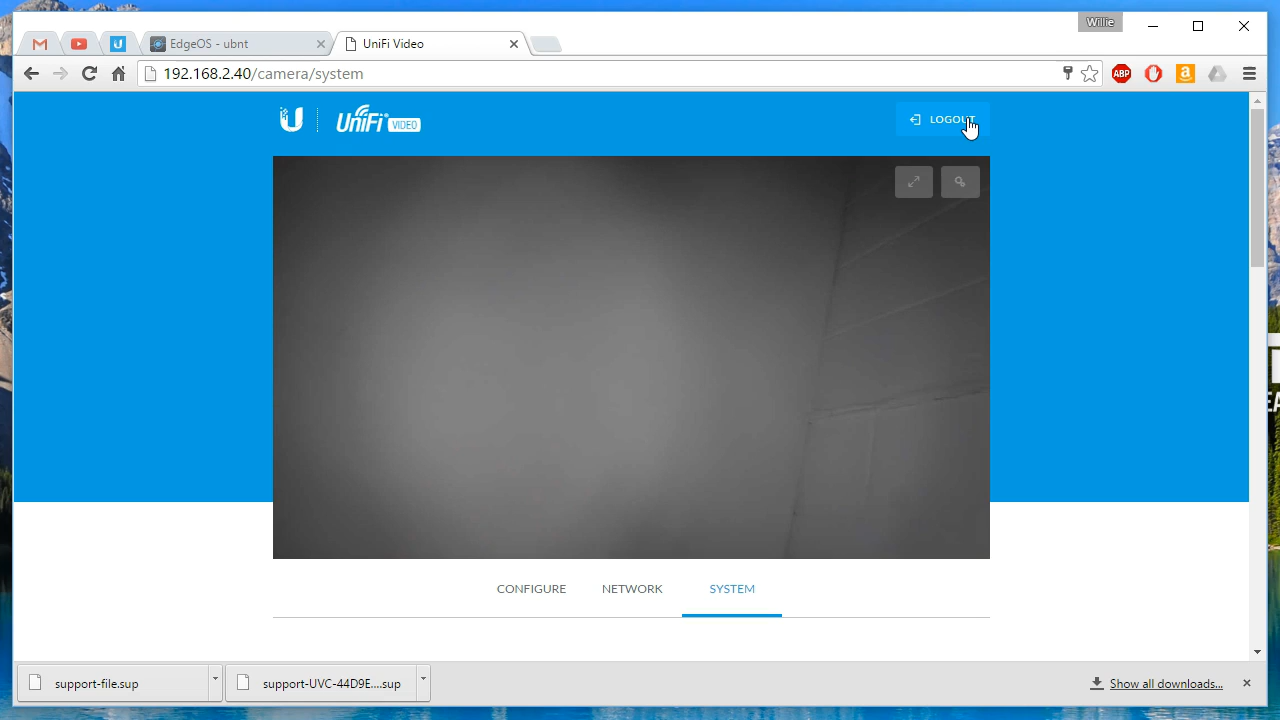 Willie
EdgeOS - ubnt
UniFi Video
192.168.2.40/camera/system
ABP
UniFi VIDEO
LOGOUT
CONFIGURE NETWORK SYSTEM
support-file.sup
support-UVC-44D9E....sup
Show all downloads...